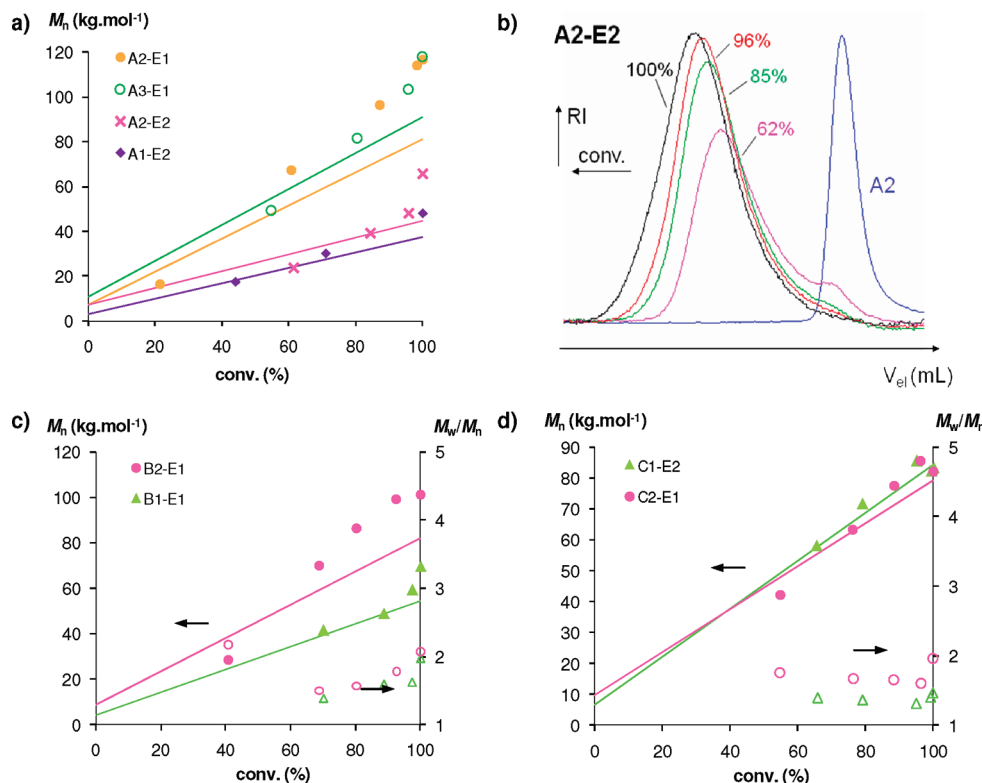 a)
Mn (kg.mol-1)
120
100
80
60
40
20
0
A2-E1
A3-E1
A2-E2
A1-E2
0 20 40 60 80 100
conv. (%)
b)
A2-E2
100%
96%
85%
62%
RI
conv.
A2
Vel (mL)
c)
Mn (kg.mol-1)
Mw/Mn
120
100
80
60
40
20
0
B2-E1
B1-E1
5
4
3
2
1
0 20 40 60 80 100
conv. (%)
d)
Mn (kg.mol-1)
Mw/Mn
90
80
70
60
50
40
30
20
10
0
C1-E2
C2-E1
5
4
3
2
1
0 20 40 60 80 100
conv. (%)